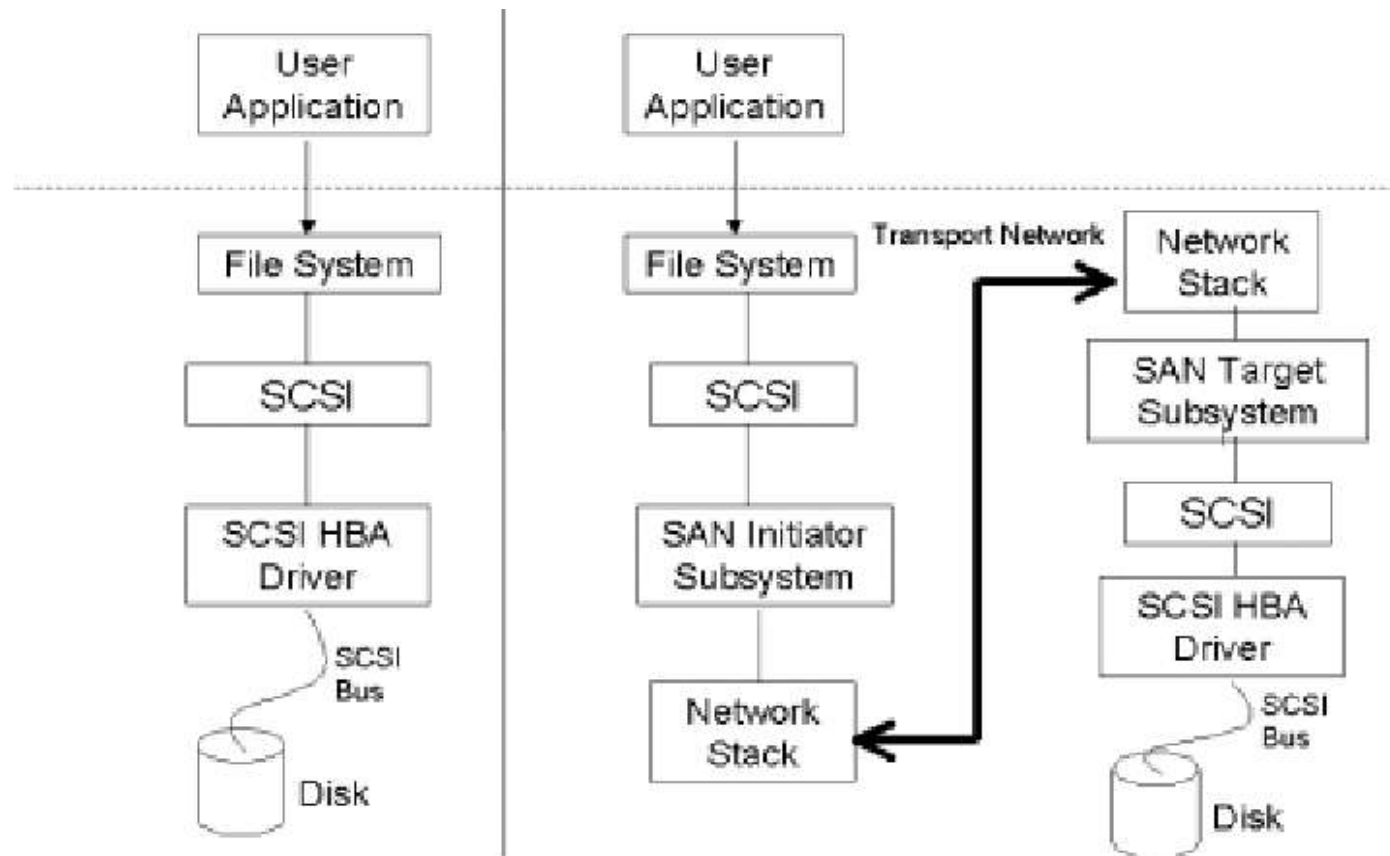 User
Application
File System
SCSI
SCSI HBA
Driver
SCSI
Bus
Disk
User
Application
File System
SCSI
SAN Initiator
Subsystem
Network
Stack
Transport Network
Network
Stack
SAN Target
Subsystem
SCSI
SCSI HBA
Driver
SCSI
Bus
Disk